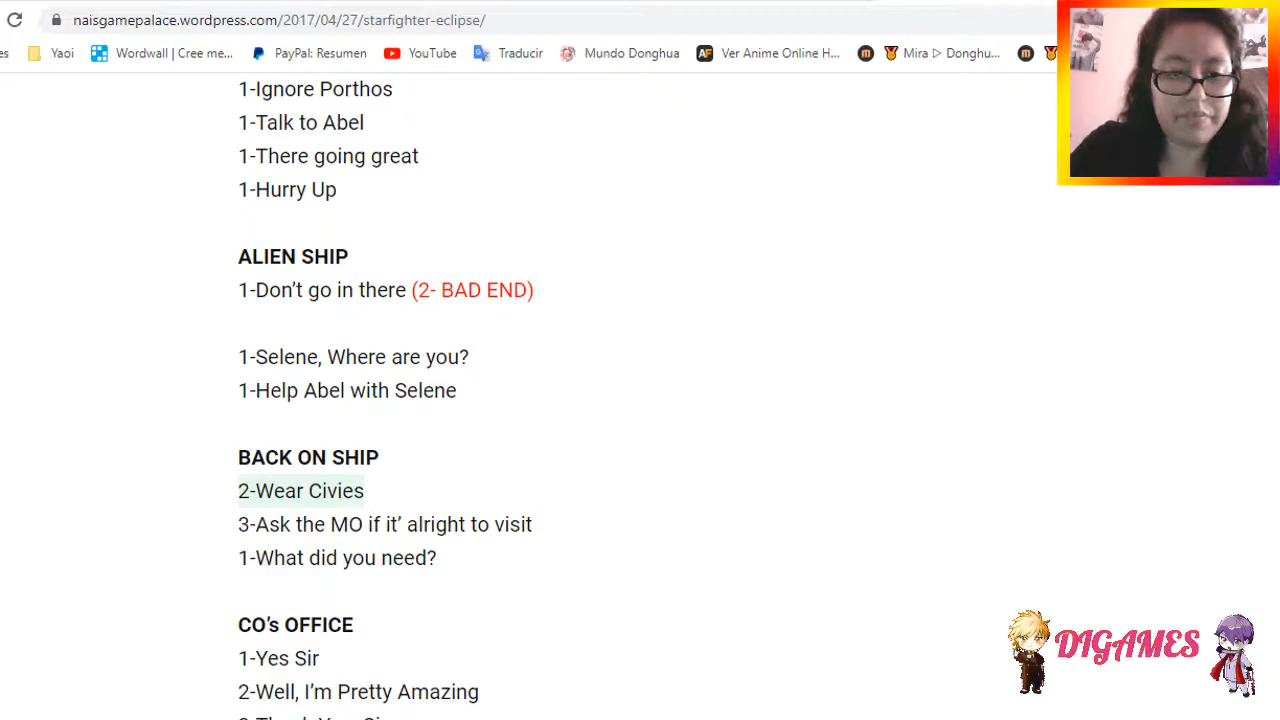 naisgamepalace.wordpress.com/2017/04/27/starfighter-eclipse/
es Yaoi Wordwall | Cree me... PayPal: Resumen YouTube Traducir Mundo Donghua AF Ver Anime Online H... m Mira ▷ Donghu... m
1-Ignore Porthos
1-Talk to Abel
1-There going great
1-Hurry Up
ALIEN SHIP
1-Don’t go in there (2- BAD END)
1-Selene, Where are you?
1-Help Abel with Selene
BACK ON SHIP
2-Wear Civies
3-Ask the MO if it’ alright to visit
1-What did you need?
CO’s OFFICE
1-Yes Sir
2-Well, I’m Pretty Amazing
DIGAMES